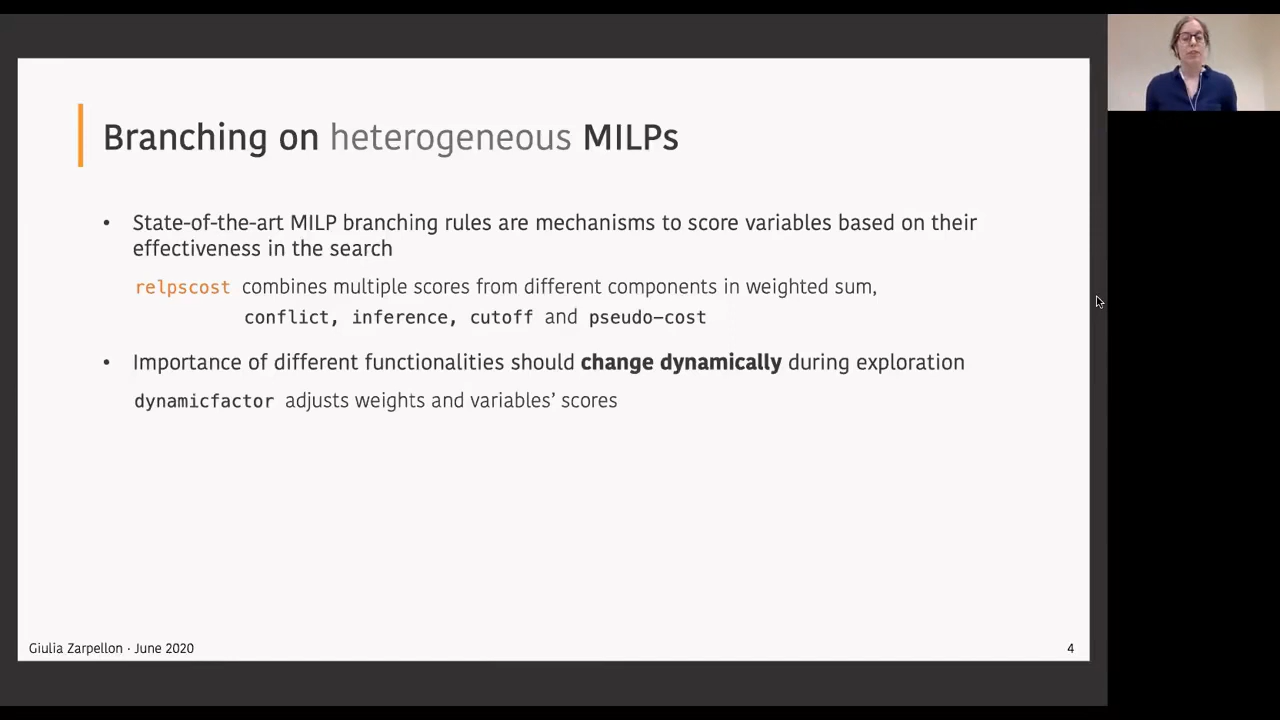 Branching on heterogeneous MILPs
• State-of-the-art MILP branching rules are mechanisms to score variables based on their
effectiveness in the search
relpscost combines multiple scores from different components in weighted sum,
conflict, inference, cutoff and pseudo-cost
• Importance of different functionalities should change dynamically during exploration
dynamicfactor adjusts weights and variables’ scores
Giulia Zarpellon · June 2020
4